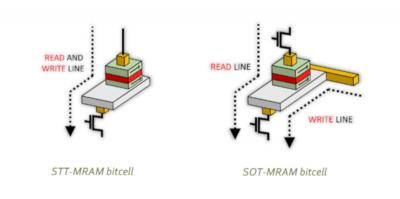 READ AND
WRITE LINE
READ LINE
WRITE LINE
STT-MRAM bitcell
SOT-MRAM bitcell